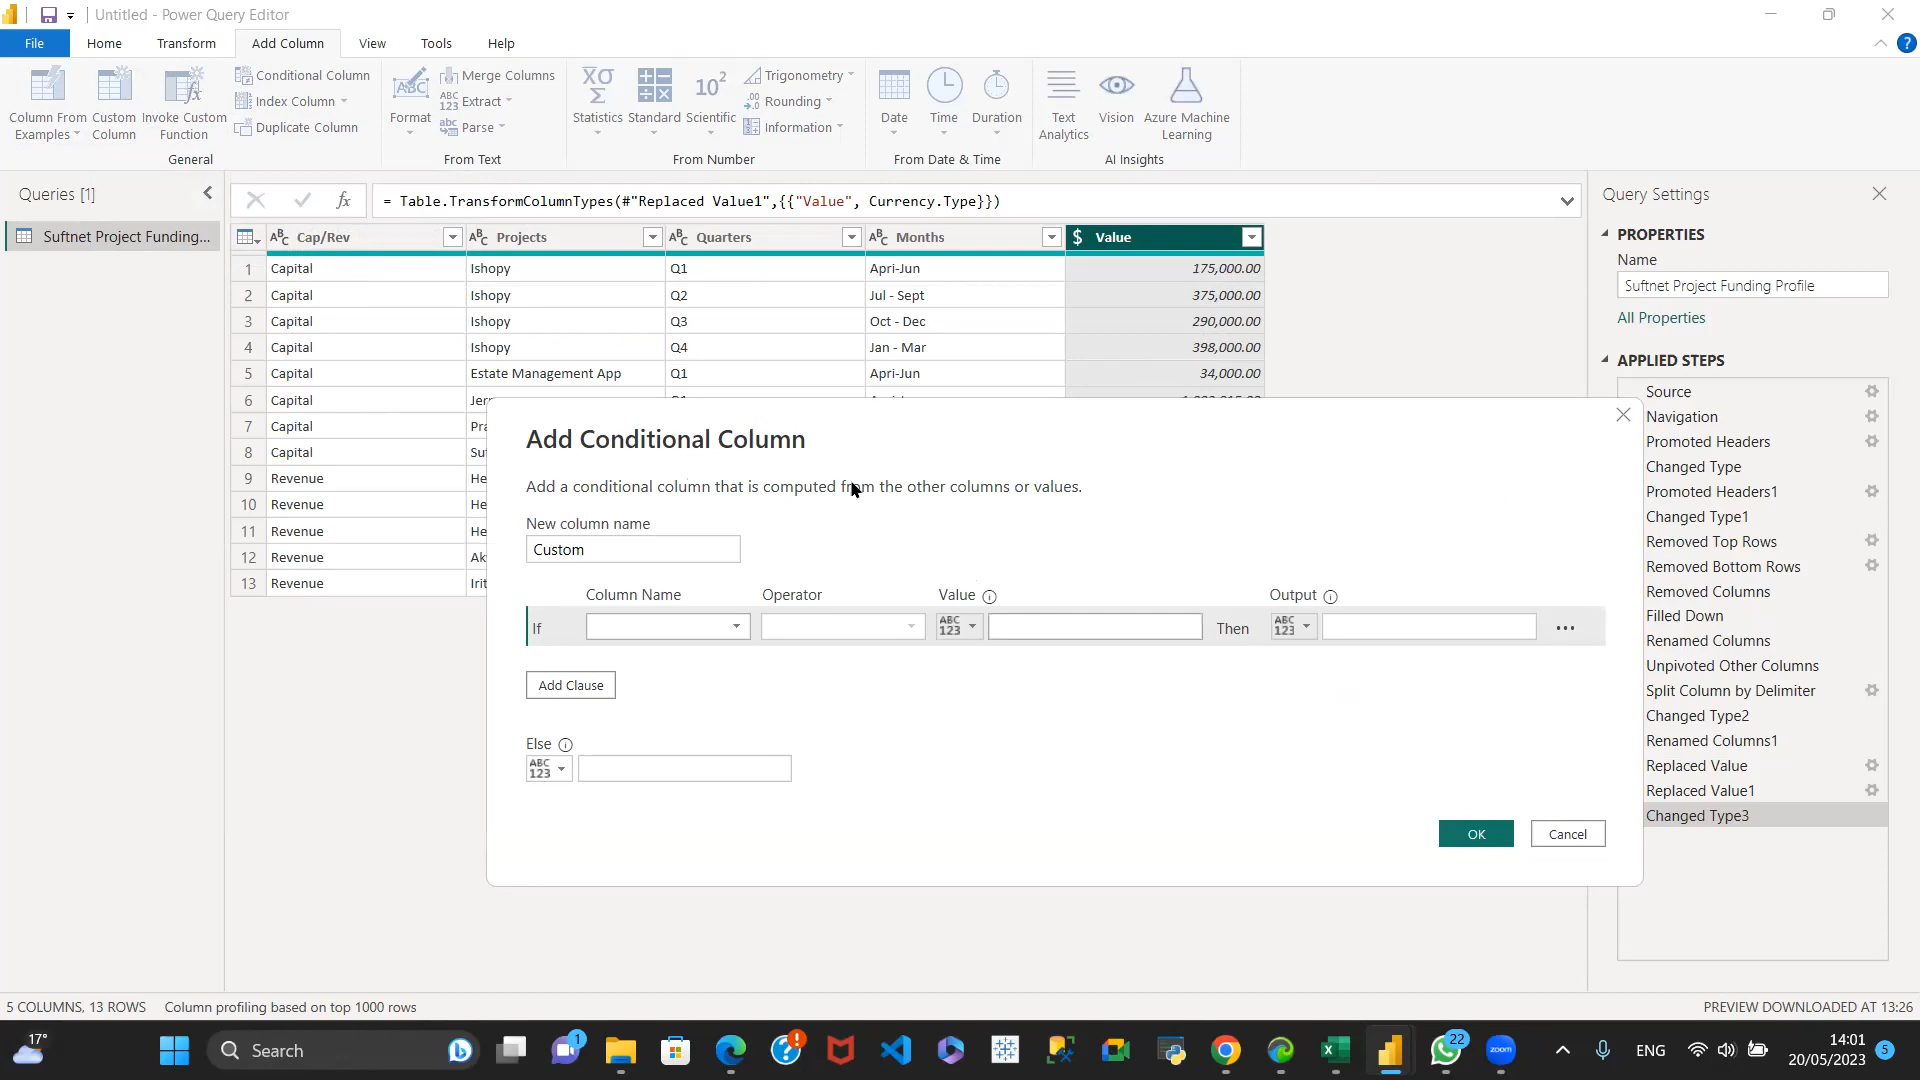 Untitled - Power Query Editor
File Home Transform Add Column View Tools Help
Column From Examples
Custom Column
Invoke Custom Function
Conditional Column
Index Column
Duplicate Column
General
Format
Merge Columns
Extract
Parse
From Text
Statistics
Standard
Scientific
Trigonometry
Rounding
Information
From Number
Date
Time
Duration
From Date & Time
Text Analytics
Vision
Azure Machine Learning
AI Insights
Queries [1]
Suftnet Project Funding...
= Table.TransformColumnTypes(#"Replaced Value1",{{"Value", Currency.Type}})
Cap/Rev Projects Quarters Months $ Value
1 Capital Ishopy Q1 Apri-Jun 175,000.00
2 Capital Ishopy Q2 Jul - Sept 375,000.00
3 Capital Ishopy Q3 Oct - Dec 290,000.00
4 Capital Ishopy Q4 Jan - Mar 398,000.00
5 Capital Estate Management App Q1 Apri-Jun 34,000.00
6 Capital
7 Capital
8 Capital
9 Revenue
10 Revenue
11 Revenue
12 Revenue
13 Revenue
Add Conditional Column
Add a conditional column that is computed from the other columns or values.
New column name
Custom
Column Name Operator Value Output
If ABC 123 Then ABC 123 ...
Add Clause
Else
ABC 123
OK Cancel
Query Settings
PROPERTIES
Name
Suftnet Project Funding Profile
All Properties
APPLIED STEPS
Source
Navigation
Promoted Headers
Changed Type
Promoted Headers1
Changed Type1
Removed Top Rows
Removed Bottom Rows
Removed Columns
Filled Down
Renamed Columns
Unpivoted Other Columns
Split Column by Delimiter
Changed Type2
Renamed Columns1
Replaced Value
Replaced Value1
Changed Type3
5 COLUMNS, 13 ROWS Column profiling based on top 1000 rows
PREVIEW DOWNLOADED AT 13:26
17°
Search
1
22
zoom
ENG
14:01
20/05/2023
5